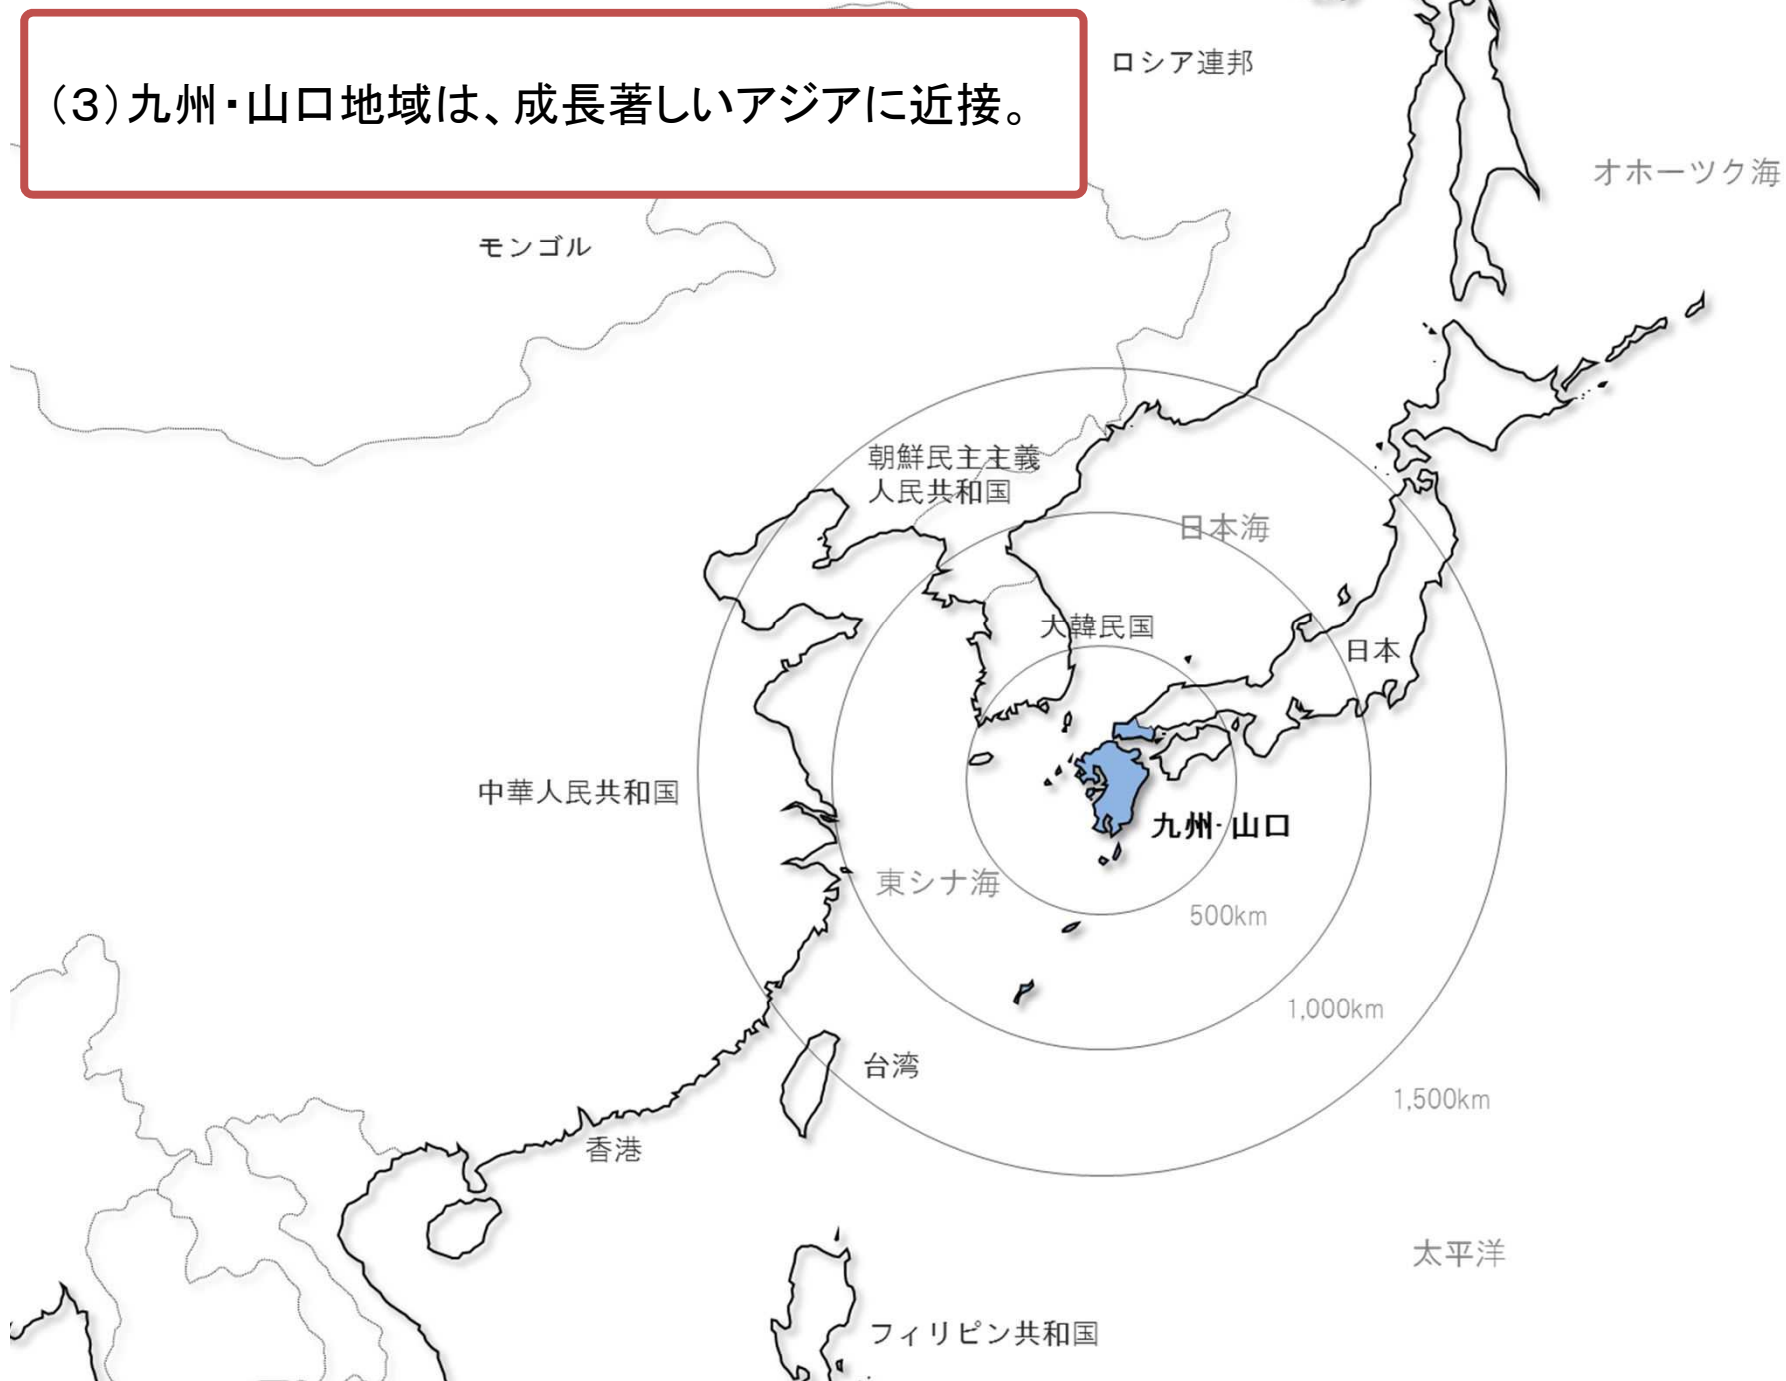 （３）九州・山口地域は、成長著しいアジアに近接。
ロシア連邦
オホーツク海
モンゴル
朝鮮民主主義
人民共和国
日本海
大韓民国
日本
中華人民共和国
九州・山口
東シナ海
500km
1,000km
台湾
1,500km
香港
太平洋
フィリピン共和国